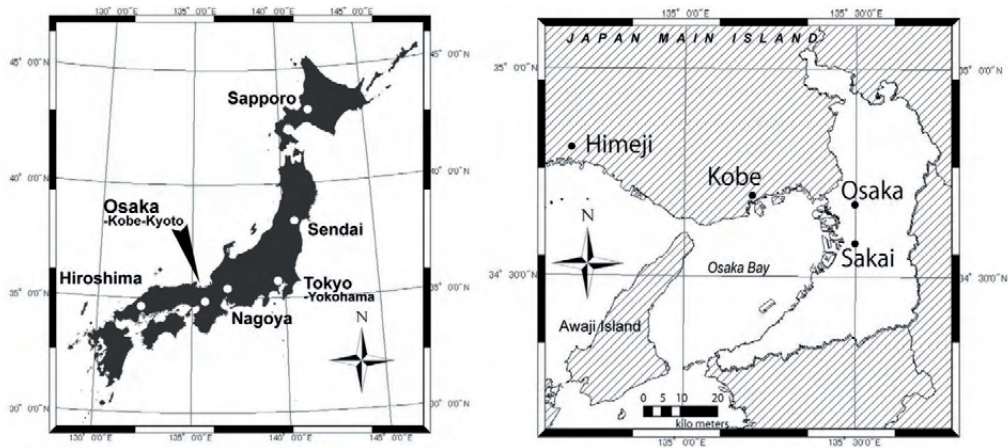 130° 00'E 135° 00'E 140° 00'E 145° 00'E
45° 00'N
45° 00'N
Sapporo
40° 00'N
40° 00'N
Osaka
-Kobe-Kyoto
Sendai
Hiroshima
Tokyo
-Yokohama
35° 00'N
35° 00'N
Nagoya
N
30° 00'N
30° 00'N
130° 00'E 135° 00'E 140° 00'E 145° 00'E
135° 00'E 135° 30'0"E
JAPAN MAIN ISLAND
35° 0'0"N
35° 0'0"N
Himeji
Kobe
Osaka
N
Sakai
Osaka Bay
34° 30'0"N
34° 30'0"N
Awaji Island
0 5 10 20
kilo meters
135° 00'E 135° 30'0"E